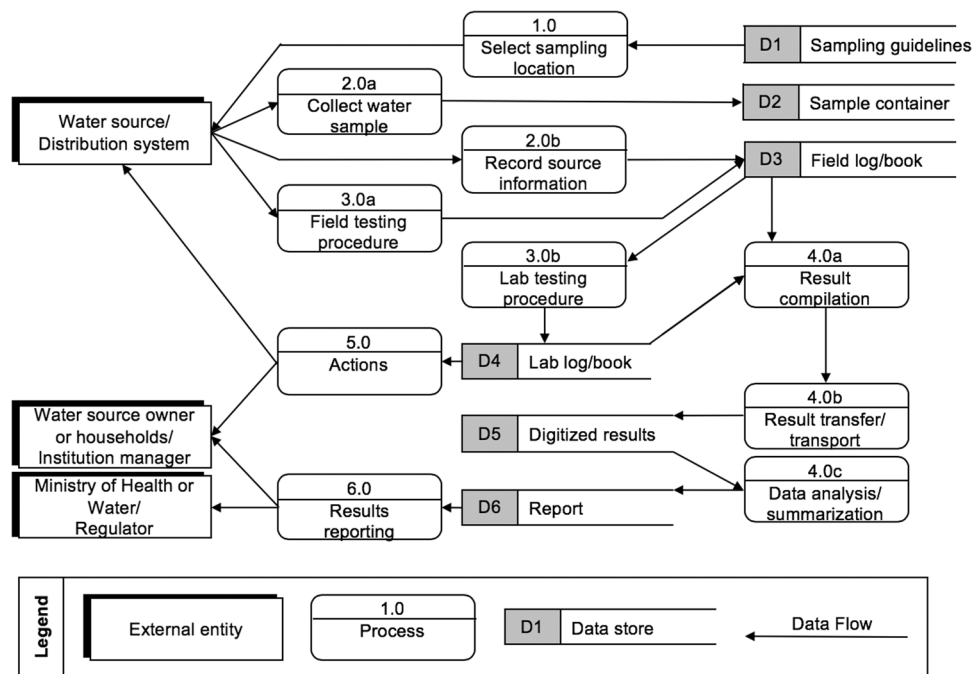 1.0
Select sampling
location
D1
Sampling guidelines
2.0a
Collect water
sample
D2
Sample container
Water source/
Distribution system
2.0b
Record source
information
D3
Field log/book
3.0a
Field testing
procedure
3.0b
Lab testing
procedure
4.0a
Result
compilation
5.0
Actions
D4
Lab log/book
4.0b
Result transfer/
transport
Water source owner
or households/
Institution manager
D5
Digitized results
4.0c
Data analysis/
summarization
Ministry of Health or
Water/
Regulator
6.0
Results
reporting
D6
Report
Legend
External entity
1.0
Process
D1
Data store
Data Flow